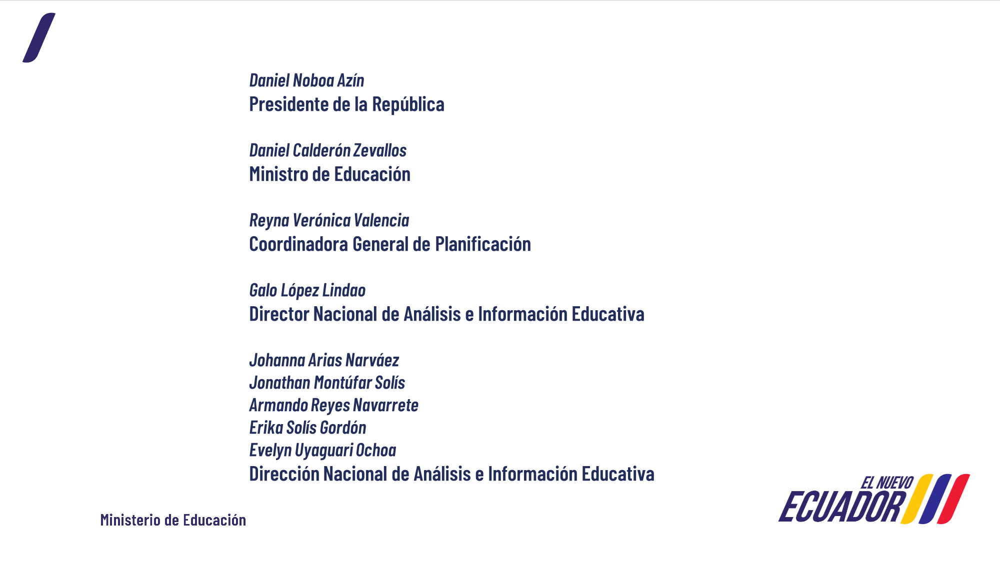 Daniel Noboa Azín
Presidente de la República
Daniel Calderón Zevallos
Ministro de Educación
Reyna Verónica Valencia
Coordinadora General de Planificación
Galo López Lindao
Director Nacional de Análisis e Información Educativa
Johanna Arias Narváez
Jonathan Montúfar Solís
Armando Reyes Navarrete
Erika Solís Gordón
Evelyn Uyaguari Ochoa
Dirección Nacional de Análisis e Información Educativa
Ministerio de Educación
EL NUEVO
ECUADOR